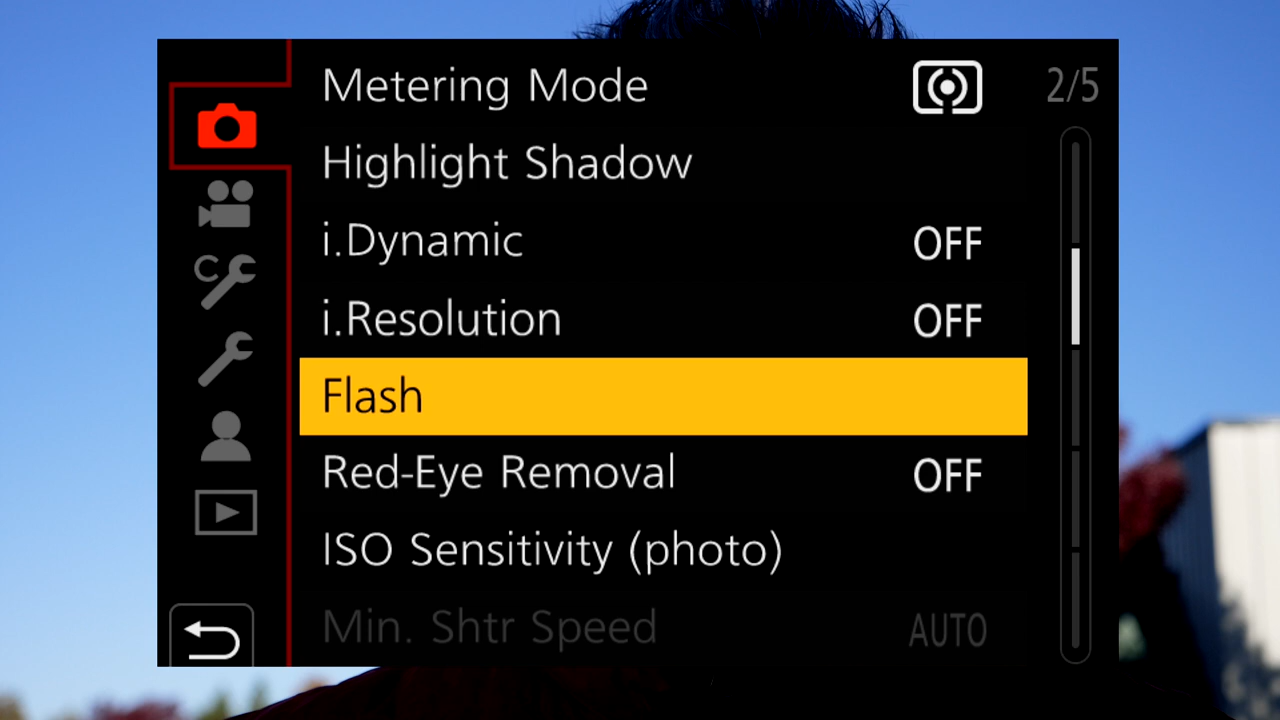 Metering Mode
2/5
Highlight Shadow
i.Dynamic OFF
i.Resolution OFF
Flash
Red-Eye Removal OFF
ISO Sensitivity (photo)
Min. Shtr Speed AUTO
C